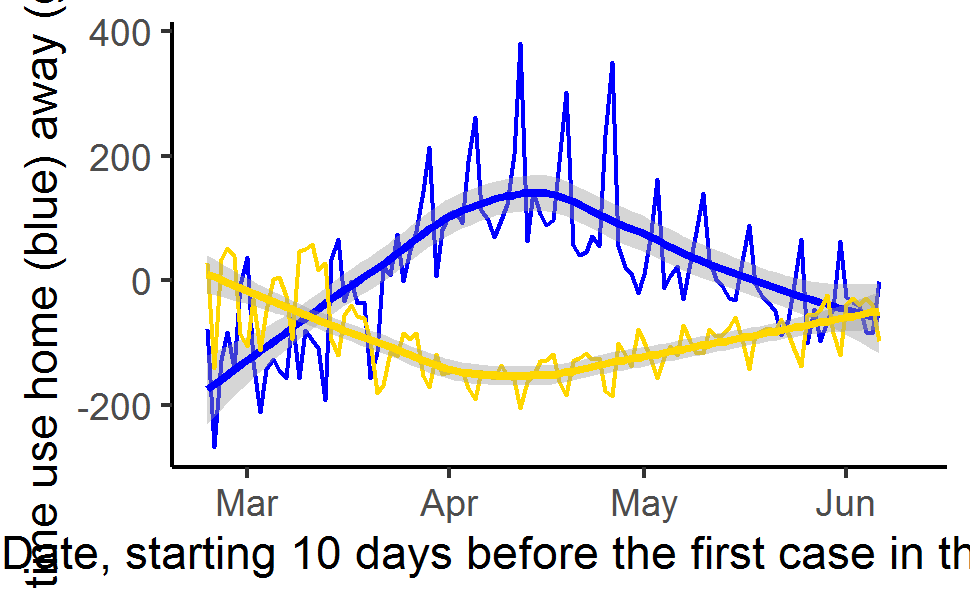 time use home (blue) away (
400
200
0
-200
Mar Apr May Jun
Date, starting 10 days before the first case in th